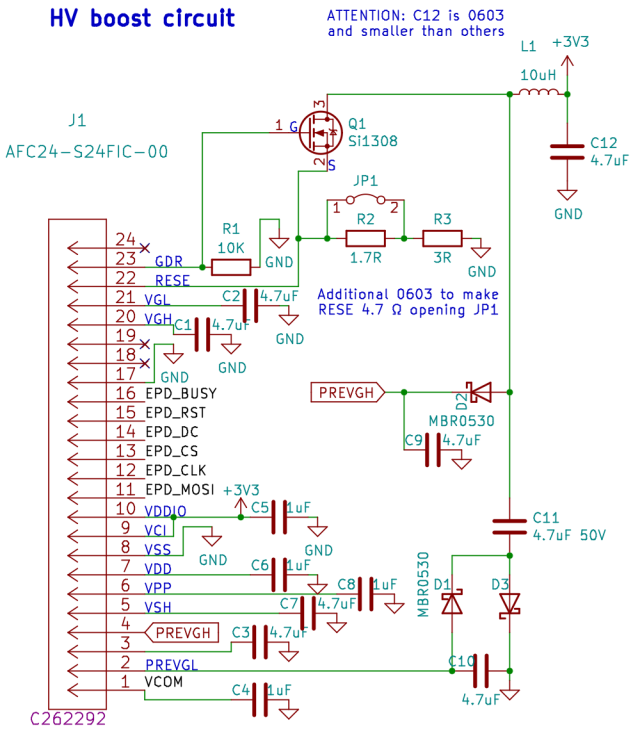 HV boost circuit
ATTENTION: C12 is 0603
and smaller than others
L1
+3V3
10uH
J1
AFC24-S24FIC-00
3
1
G
Q1
Si1308
2
S
C12
4.7uF
GND
JP1
1
2
R1
10K
R2
1.7R
R3
3R
GND
GND
24
23
GDR
22
RESE
21
VGL
C2
4.7uF
GND
20
VGH
C1
4.7uF
GND
Additional 0603 to make
RESE 4.7 Ω opening JP1
19
18
17
GND
16
EPD_BUSY
15
EPD_RST
14
EPD_DC
13
EPD_CS
12
EPD_CLK
11
EPD_MOSI
PREVGH
D2
MBR0530
C9
4.7uF
+3V3
10
VDDIO
C5
1uF
GND
9
VCI
8
VSS
GND
C11
4.7uF 50V
7
VDD
C6
1uF
6
VPP
C8
1uF
5
VSH
C7
4.7uF
MBR0530
D1
D3
4
PREVGH
3
C3
4.7uF
2
PREVGL
C10
4.7uF
1
VCOM
C4
1uF
C262292